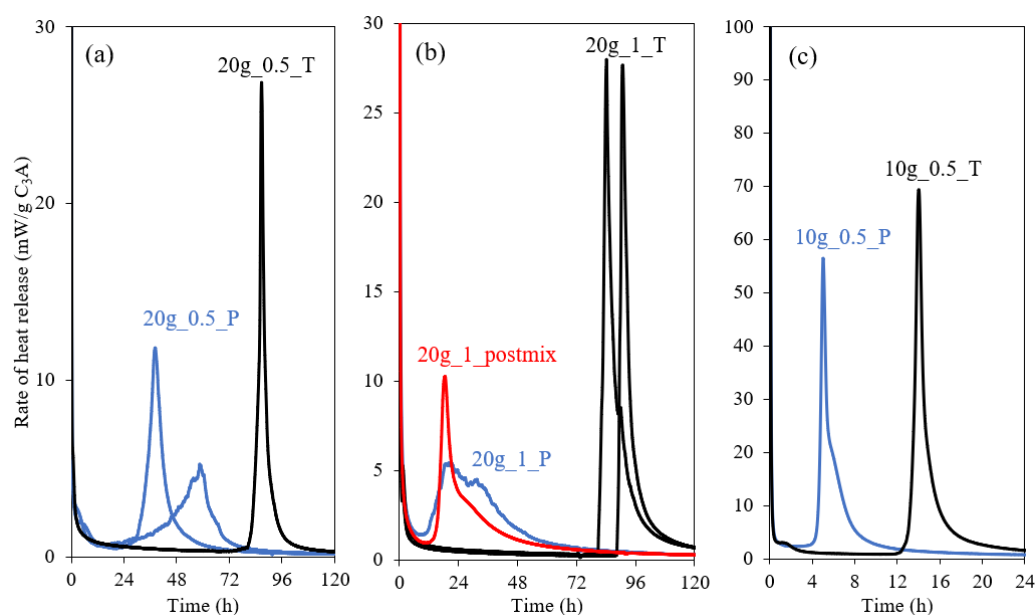 (a)
20g_0.5_T
20g_0.5_P
30
20
10
0
0 24 48 72 96 120
Time (h)
Rate of heat release (mW/g C₃A)
(b)
20g_1_T
20g_1_postmix
20g_1_P
30
25
20
15
10
5
0
0 24 48 72 96 120
Time (h)
(c)
10g_0.5_T
10g_0.5_P
100
90
80
70
60
50
40
30
20
10
0
0 4 8 12 16 20 24
Time (h)